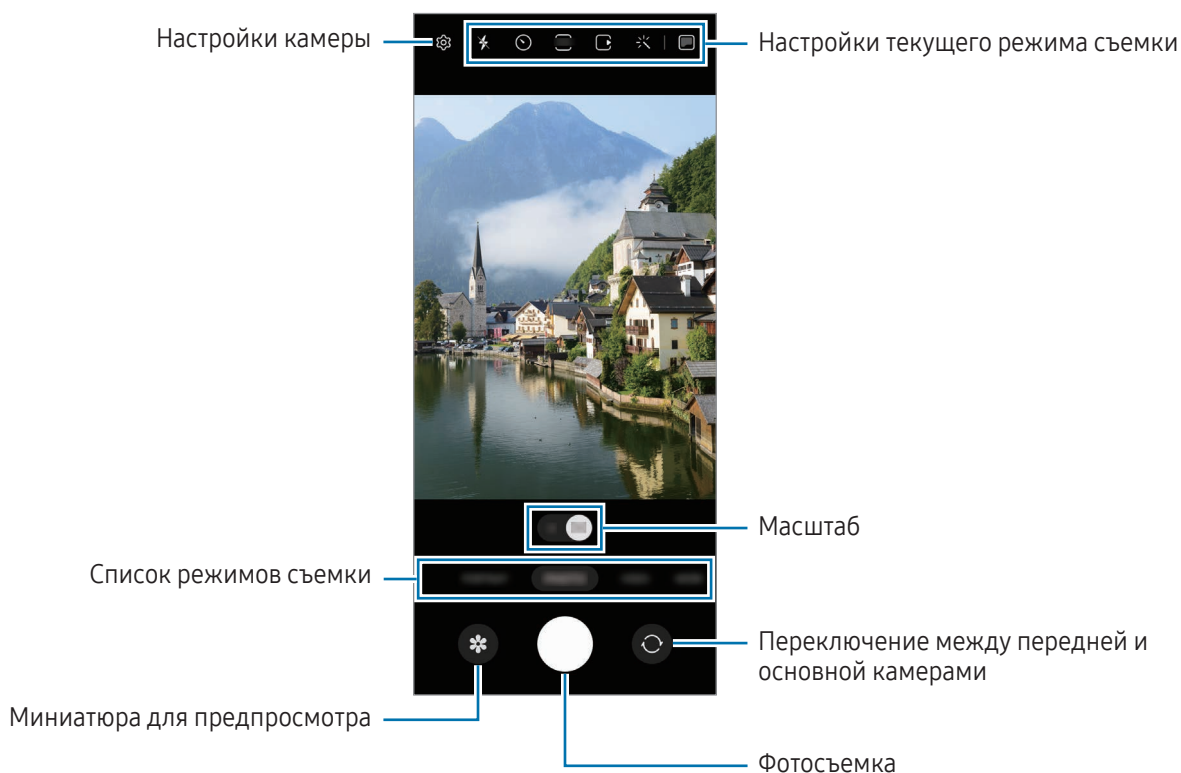 Настройки камеры
Настройки текущего режима съемки
Масштаб
Список режимов съемки
Переключение между передней и
основной камерами
Миниатюра для предпросмотра
Фотосъемка